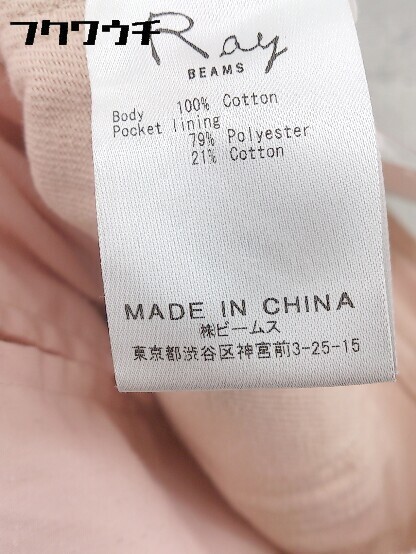 フクウウチ
Ray
BEAMS
Body 100% Cotton
Pocket lining
79% Polyester
21% Cotton
MADE IN CHINA
㈱ビームス
東京都渋谷区神宮前3-25-15